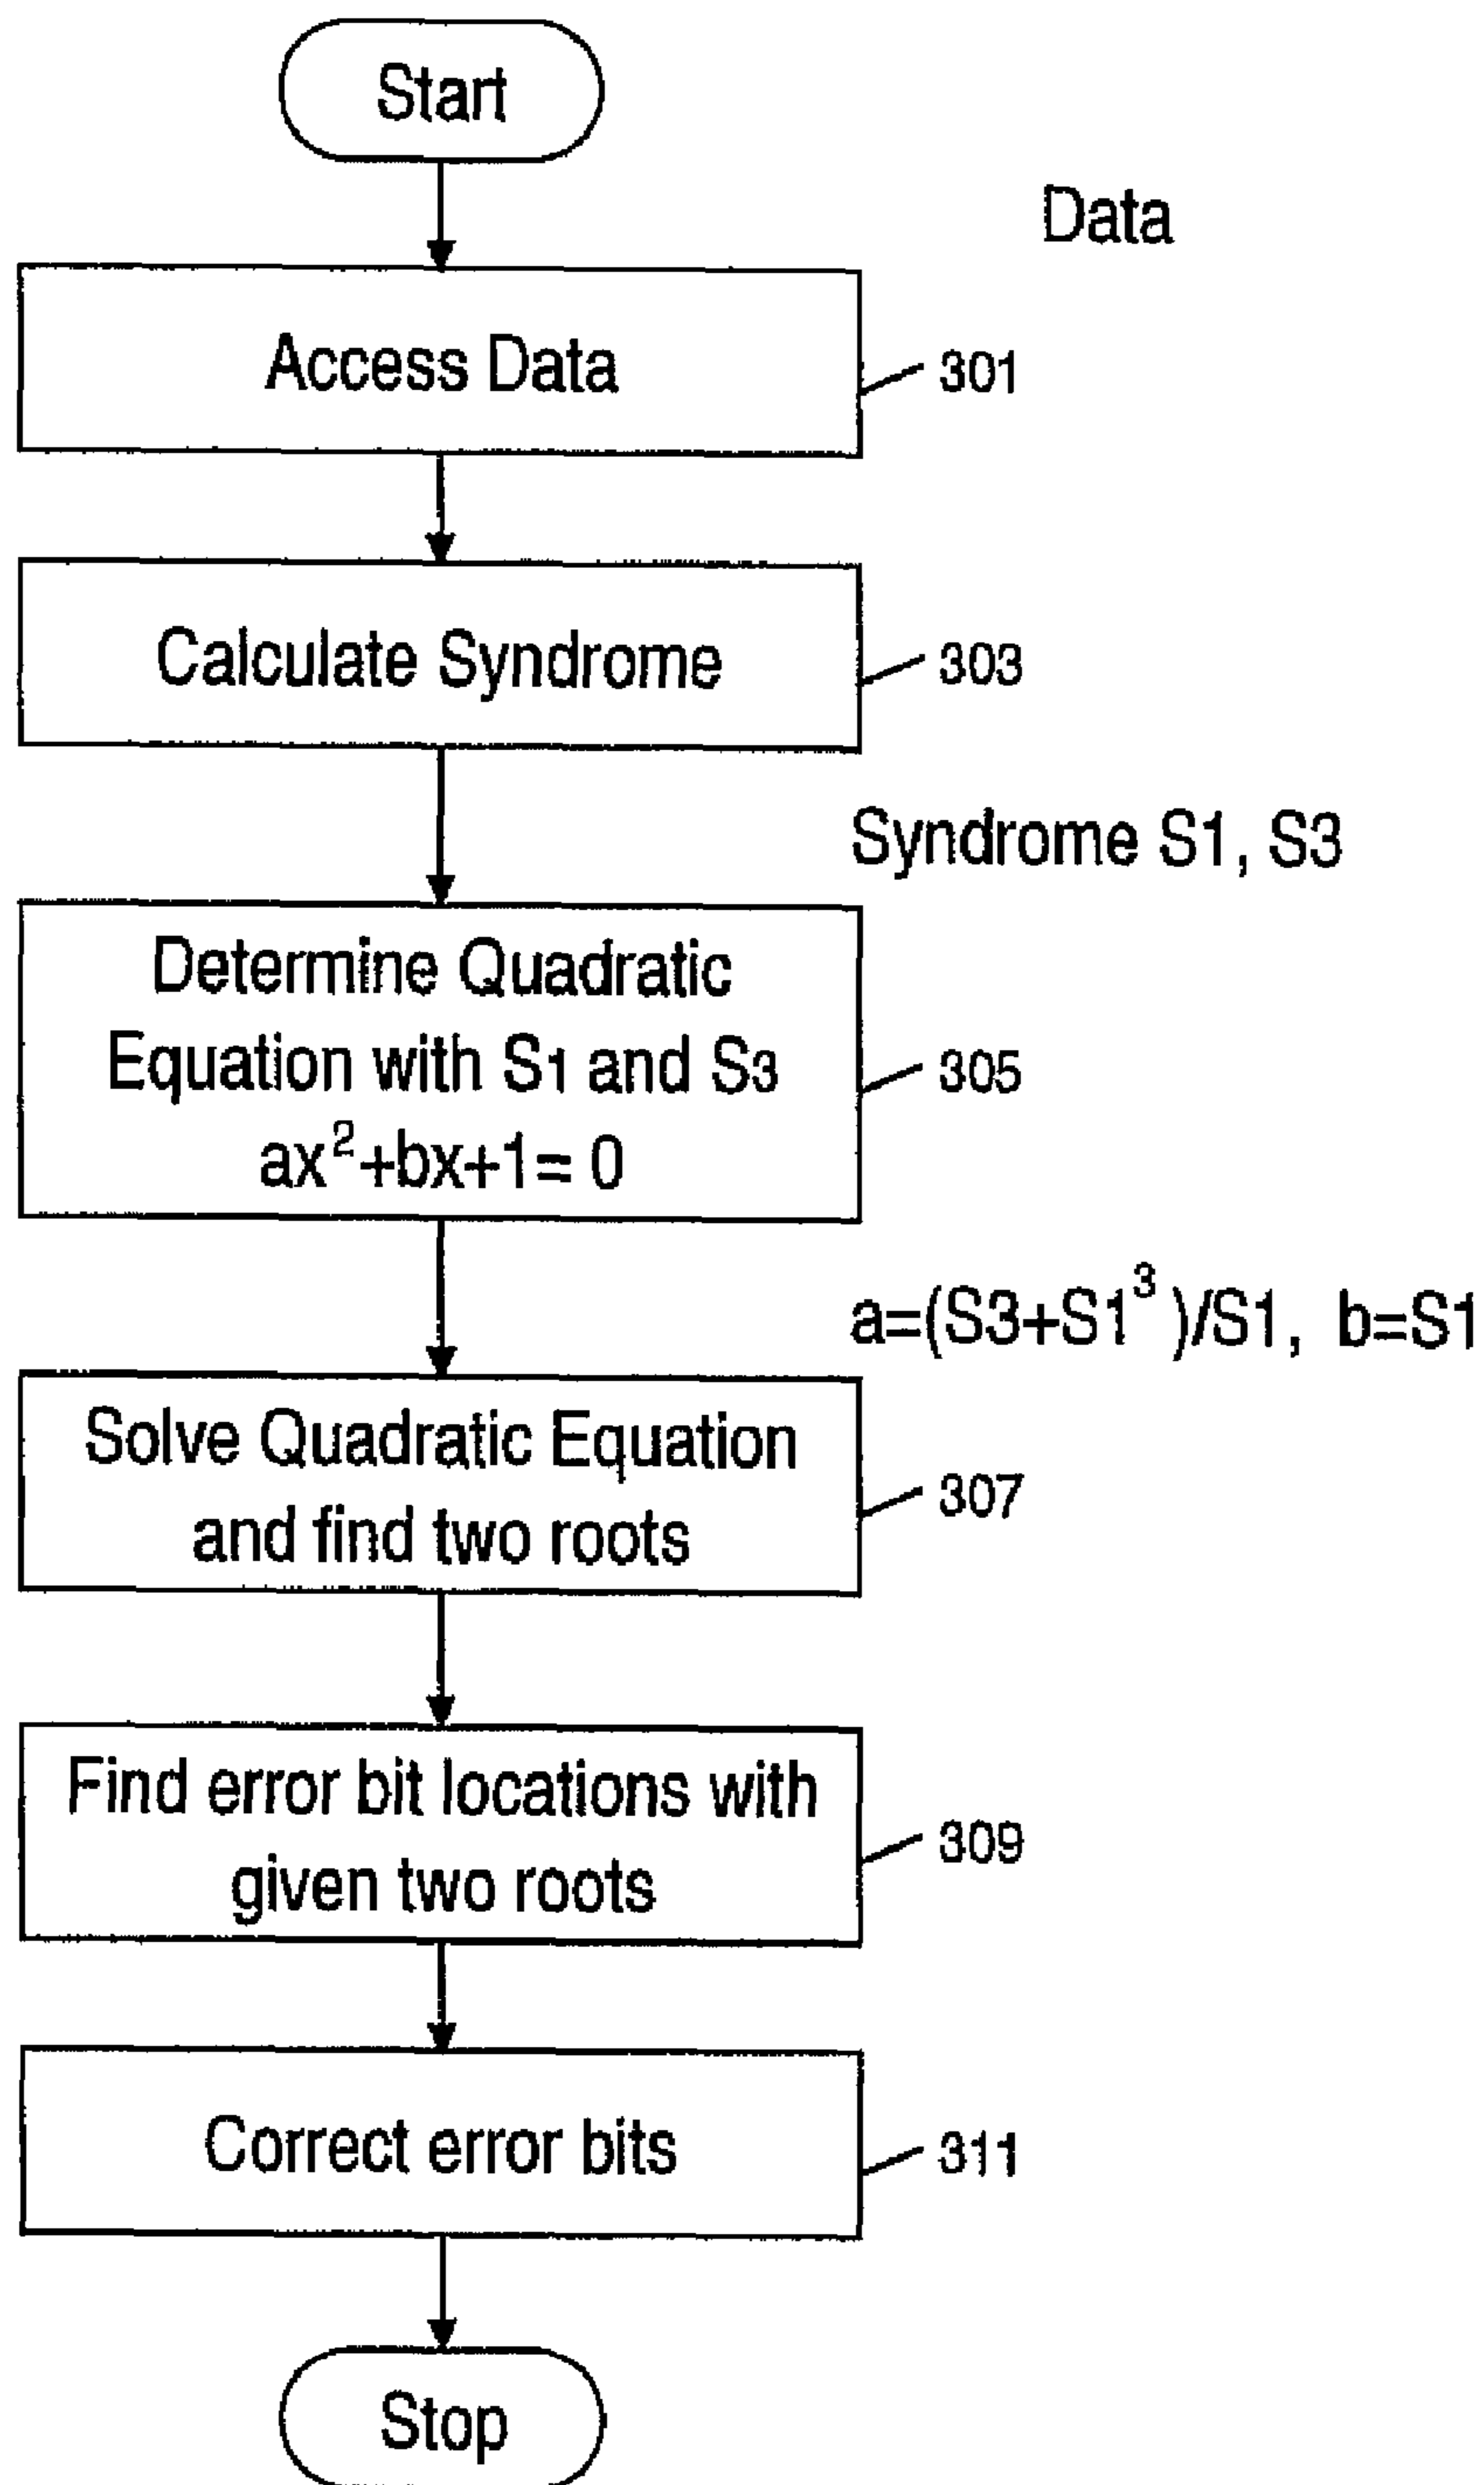 Start
Data
Access Data
301
Calculate Syndrome
303
Syndrome S1, S3
Determine Quadratic
Equation with S1 and S3
ax²+bx+1= 0
305
a=(S3+S1³)/S1, b=S1
Solve Quadratic Equation
and find two roots
307
Find error bit locations with
given two roots
309
Correct error bits
311
Stop